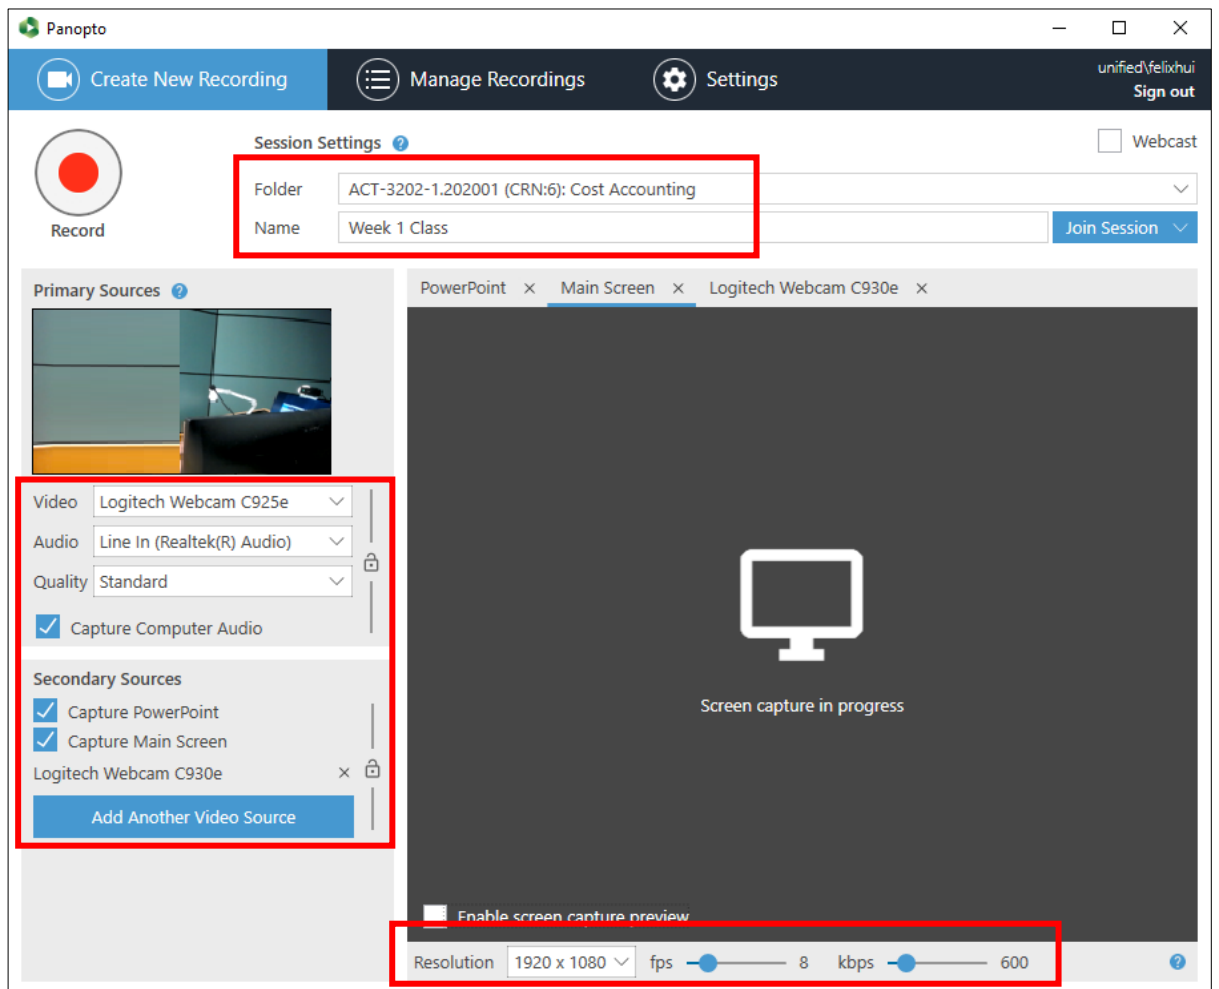 Panopto
Create New Recording
Manage Recordings
Settings
unified\felixhui
Sign out
Record
Session Settings ?
Webcast
Folder ACT-3202-1.202001 (CRN:6): Cost Accounting
Name Week 1 Class
Join Session
Primary Sources ?
PowerPoint × Main Screen × Logitech Webcam C930e ×
Video Logitech Webcam C925e
Audio Line In (Realtek(R) Audio)
Quality Standard
Capture Computer Audio
Secondary Sources
Capture PowerPoint
Capture Main Screen
Logitech Webcam C930e ×
Add Another Video Source
Screen capture in progress
Enable screen capture preview
Resolution 1920 x 1080 fps 8 kbps 600 ?